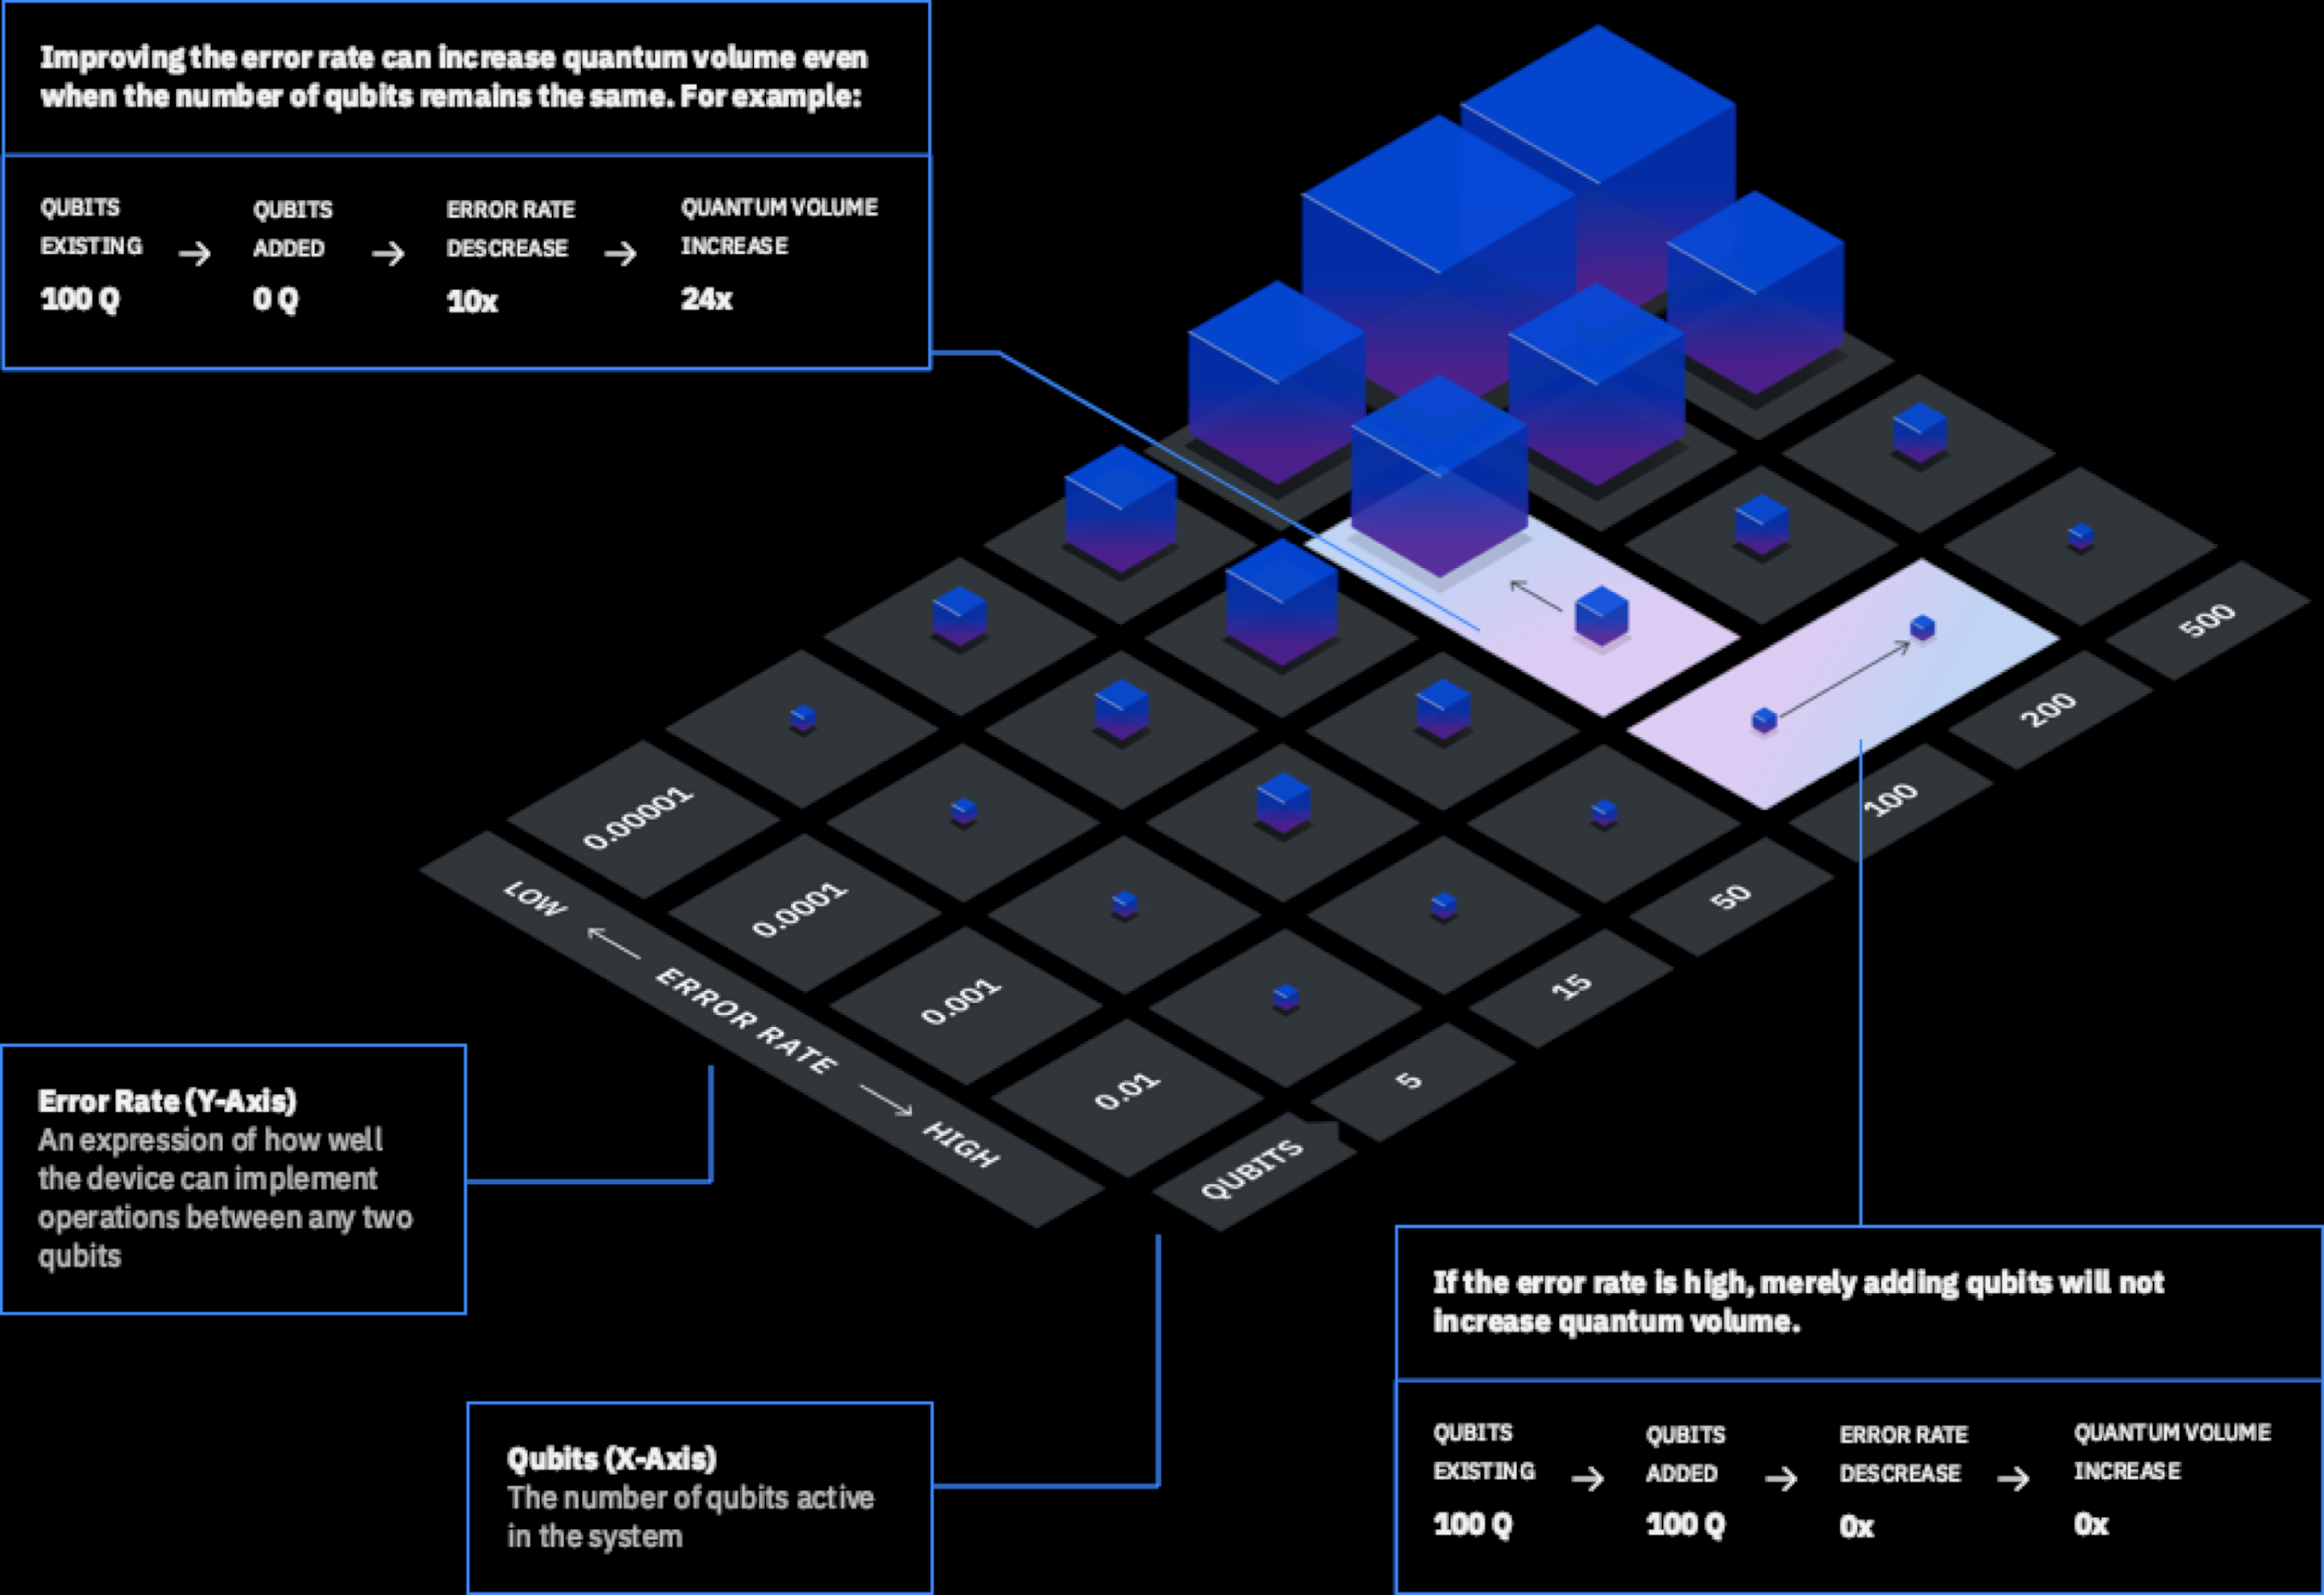 Improving the error rate can increase quantum volume even
when the number of qubits remains the same. For example:
QUBITS
EXISTING
100 Q
→
QUBITS
ADDED
0 Q
→
ERROR RATE
DESCREASE
10x
→
QUANTUM VOLUME
INCREASE
24x
500
200
100
50
15
5
QUBITS
0.00001
0.0001
0.001
0.01
LOW ← ERROR RATE → HIGH
Error Rate (Y-Axis)
An expression of how well
the device can implement
operations between any two
qubits
Qubits (X-Axis)
The number of qubits active
in the system
If the error rate is high, merely adding qubits will not
increase quantum volume.
QUBITS
EXISTING
100 Q
→
QUBITS
ADDED
100 Q
→
ERROR RATE
DESCREASE
0x
→
QUANTUM VOLUME
INCREASE
0x